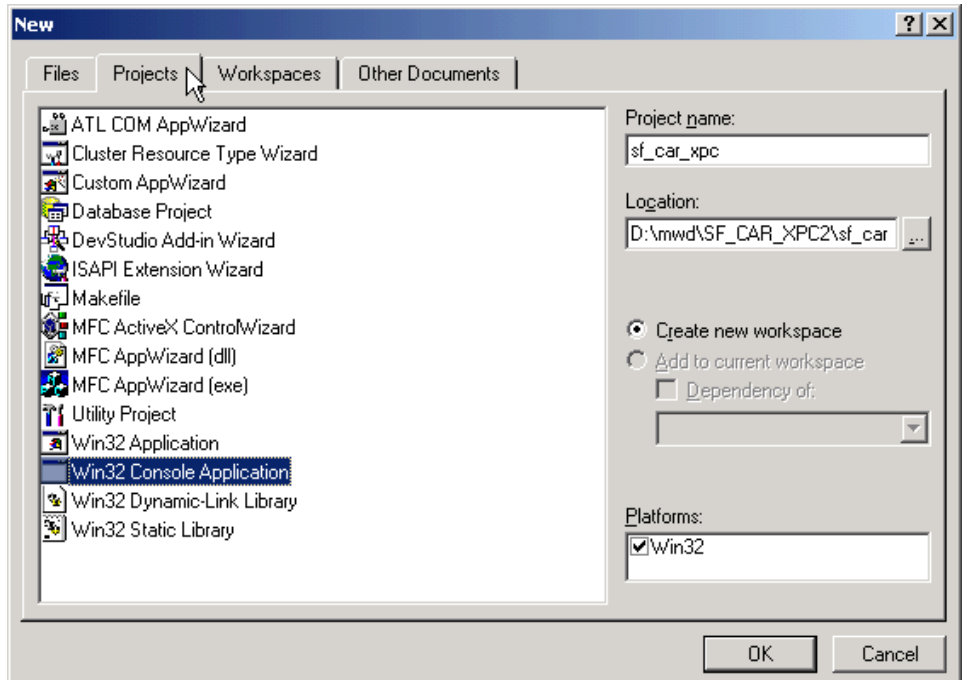 New
Files Projects Workspaces Other Documents
ATL COM AppWizard
Cluster Resource Type Wizard
Custom AppWizard
Database Project
DevStudio Add-in Wizard
ISAPI Extension Wizard
Makefile
MFC ActiveX ControlWizard
MFC AppWizard (dll)
MFC AppWizard (exe)
Utility Project
Win32 Application
Win32 Console Application
Win32 Dynamic-Link Library
Win32 Static Library
Project name:
sf_car_xpc
Location:
D:\mwd\SF_CAR_XPC2\sf_car ...
Create new workspace
Add to current workspace
Dependency of:
Platforms:
Win32
OK Cancel